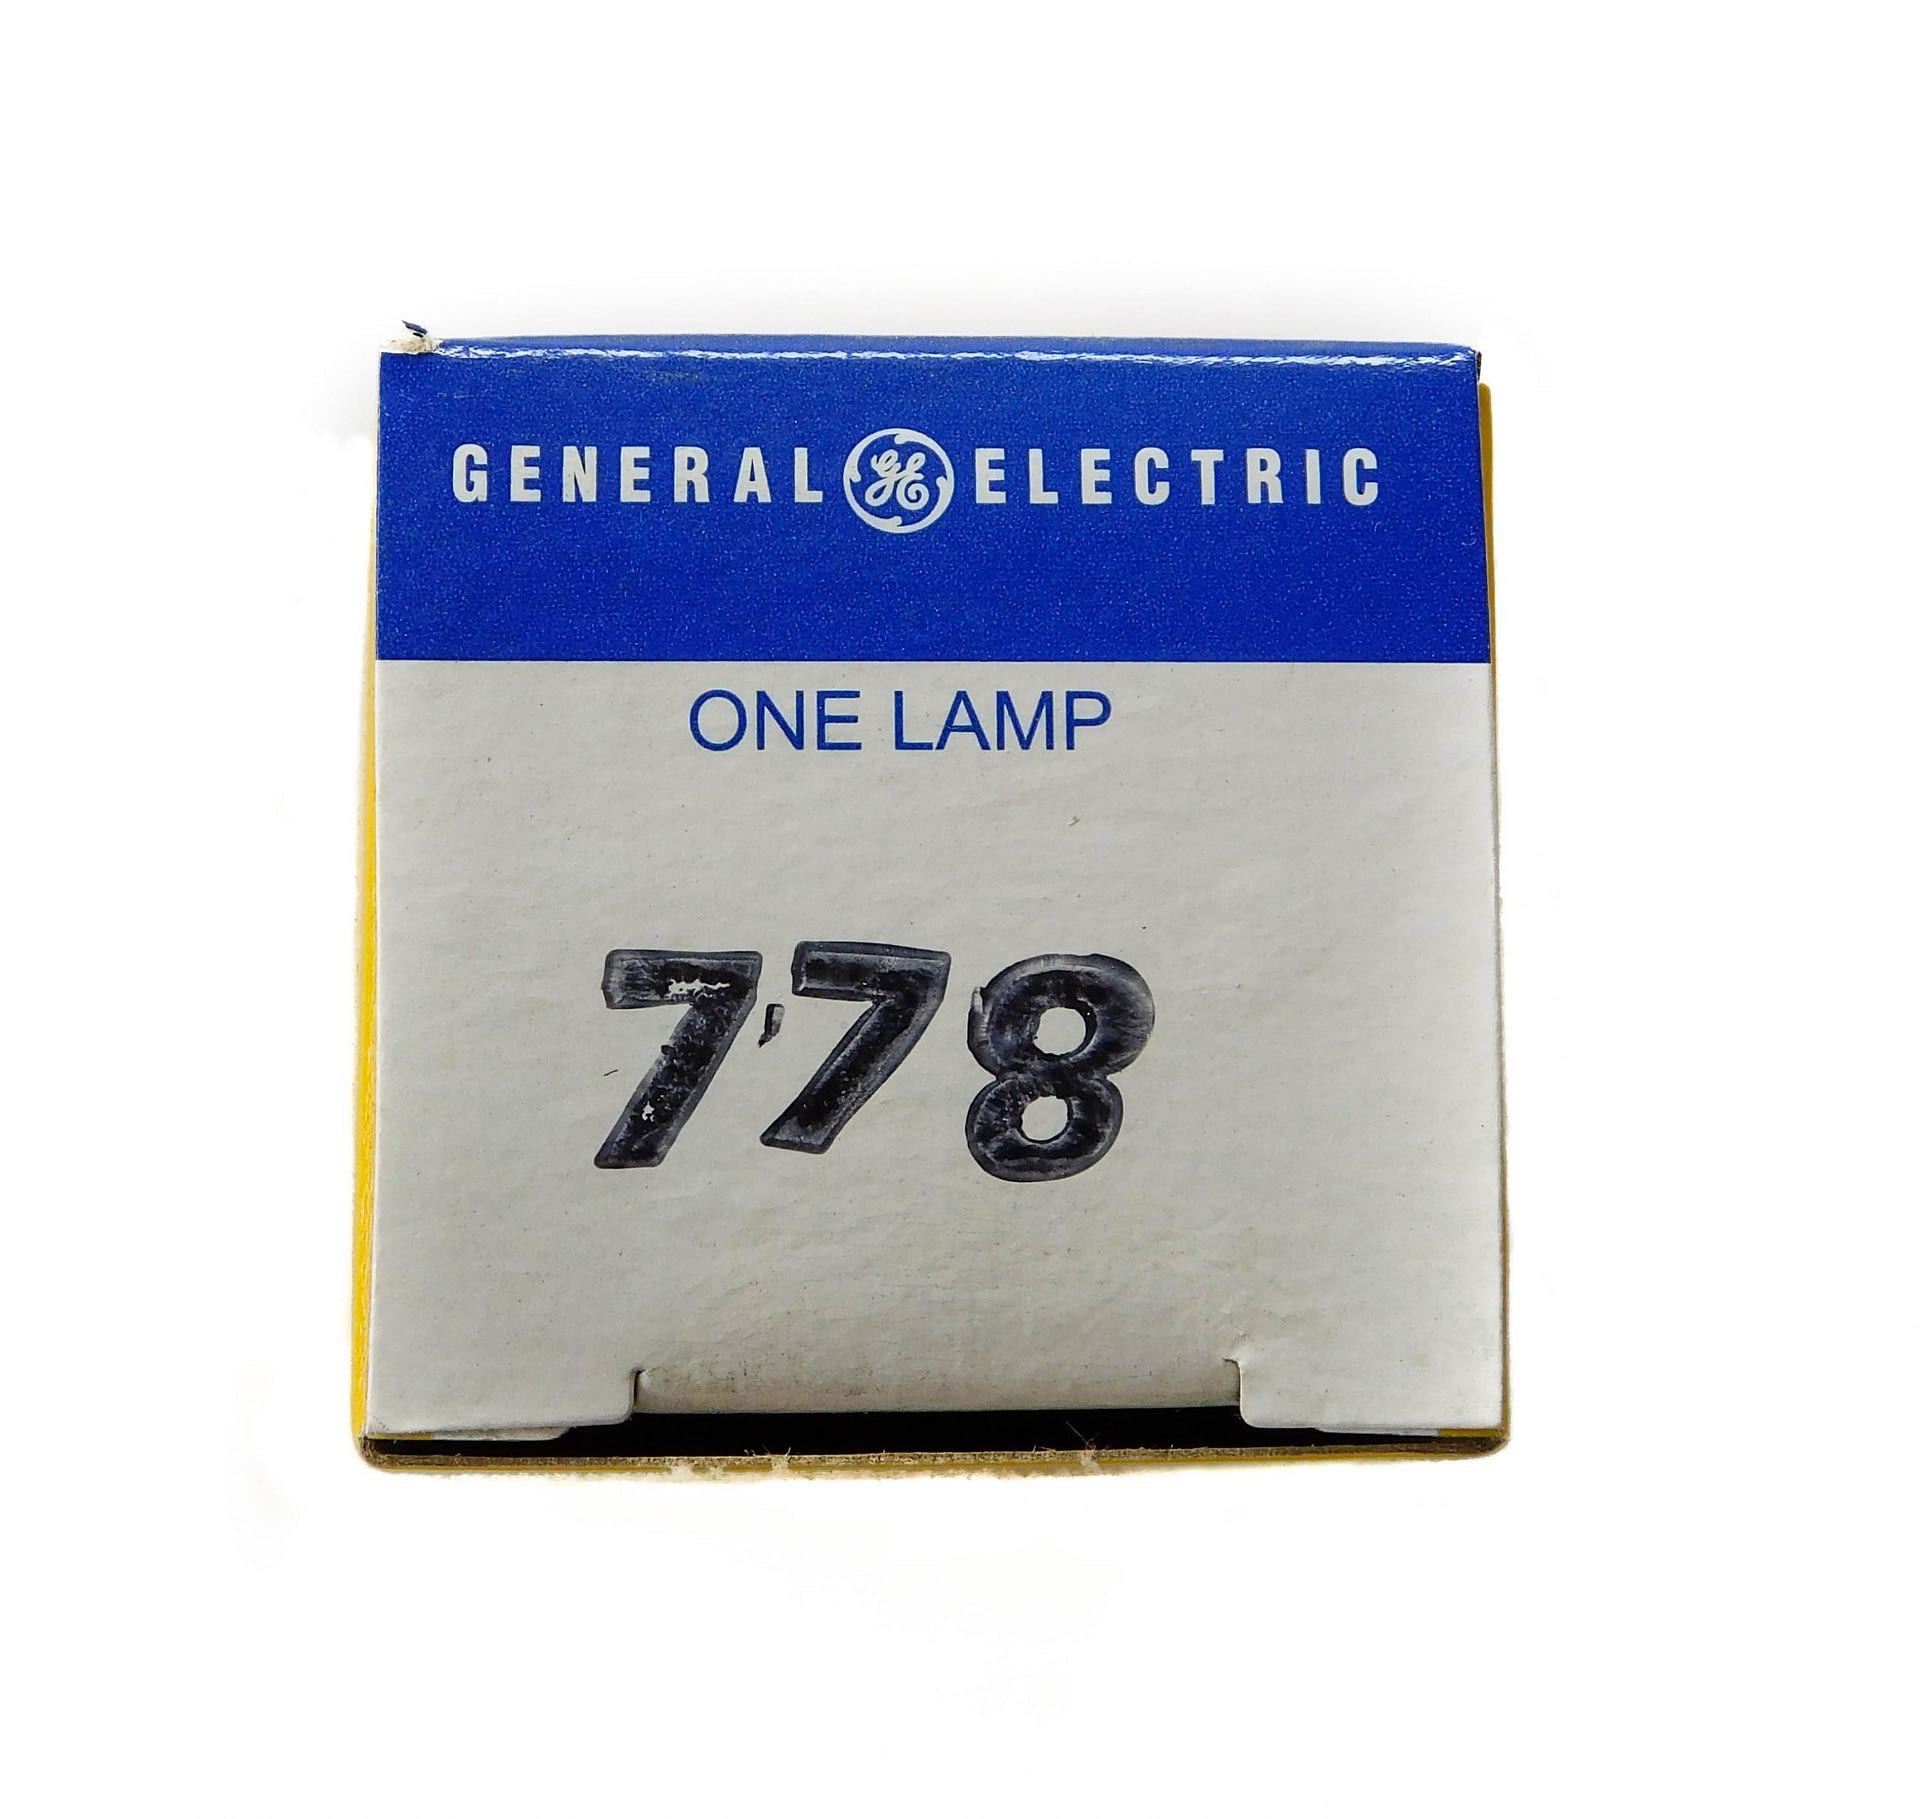 GENERAL GE ELECTRIC
ONE LAMP
778